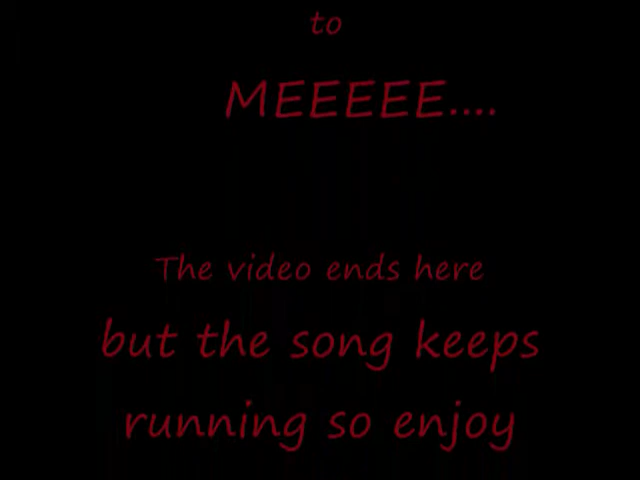 to
MEEEEE....
The video ends here
but the song keeps
running so enjoy